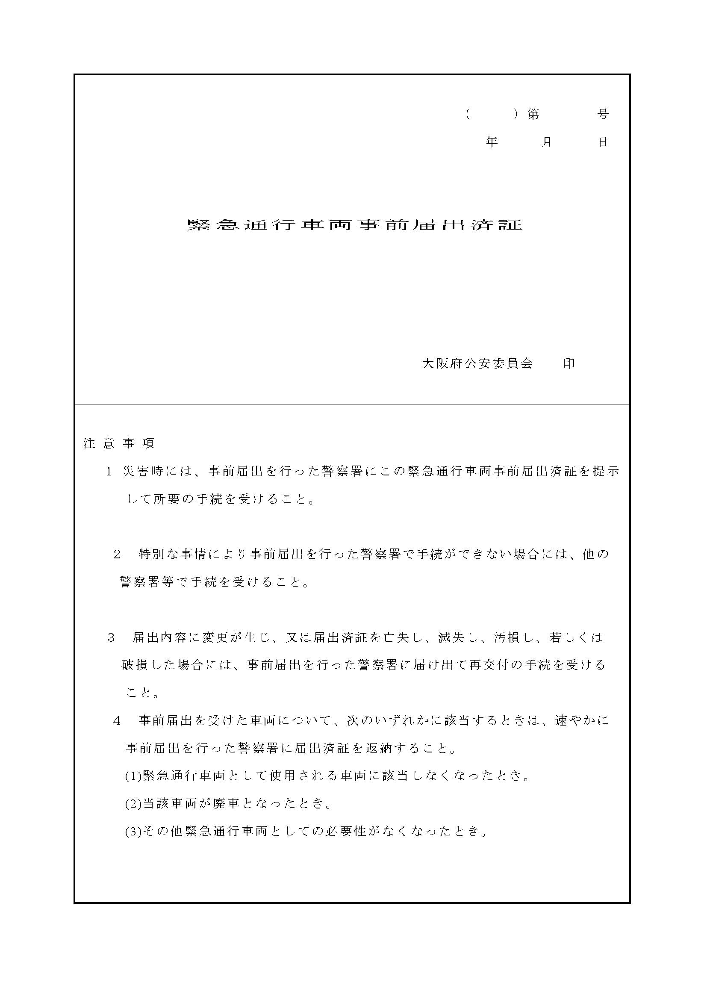 （　　　）第　　　　号
年　　　月　　　日
緊急通行車両事前届出済証
大阪府公安委員会　　印
注意事項
１　災害時には、事前届出を行った警察署にこの緊急通行車両事前届出済証を提示
して所要の手続を受けること。
２　特別な事情により事前届出を行った警察署で手続ができない場合には、他の
警察署等で手続を受けること。
３　届出内容に変更が生じ、又は届出済証を亡失し、滅失し、汚損し、若しくは
破損した場合には、事前届出を行った警察署に届け出て再交付の手続を受ける
こと。
４　事前届出を受けた車両について、次のいずれかに該当するときは、速やかに
事前届出を行った警察署に届出済証を返納すること。
(1)緊急通行車両として使用される車両に該当しなくなったとき。
(2)当該車両が廃車となったとき。
(3)その他緊急通行車両としての必要性がなくなったとき。